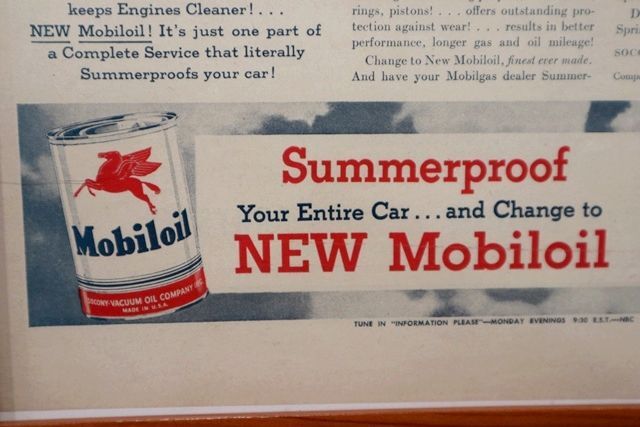 keeps Engines Cleaner! . . .
NEW Mobiloil! It's just one part of
a Complete Service that literally
Summerproofs your car!
rings, pistons! . . . offers outstanding pro-
tection against wear! . . . results in better
performance, longer gas and oil mileage!
Change to New Mobiloil, finest ever made.
And have your Mobilgas dealer Summer-
Mobiloil
SOCONY-VACUUM OIL COMPANY INC.
MADE IN U.S.A.
Summerproof
Your Entire Car...and Change to
NEW Mobiloil
TUNE IN "INFORMATION PLEASE"—MONDAY EVENINGS 9:30 E.S.T.—NBC